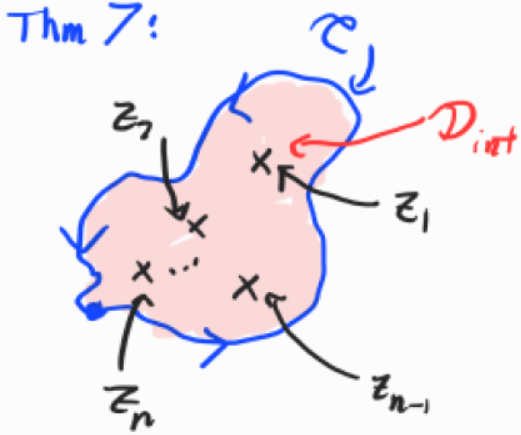 Thm 7:
C
D_int
z_2
z_1
...
z_n
z_{n-1}